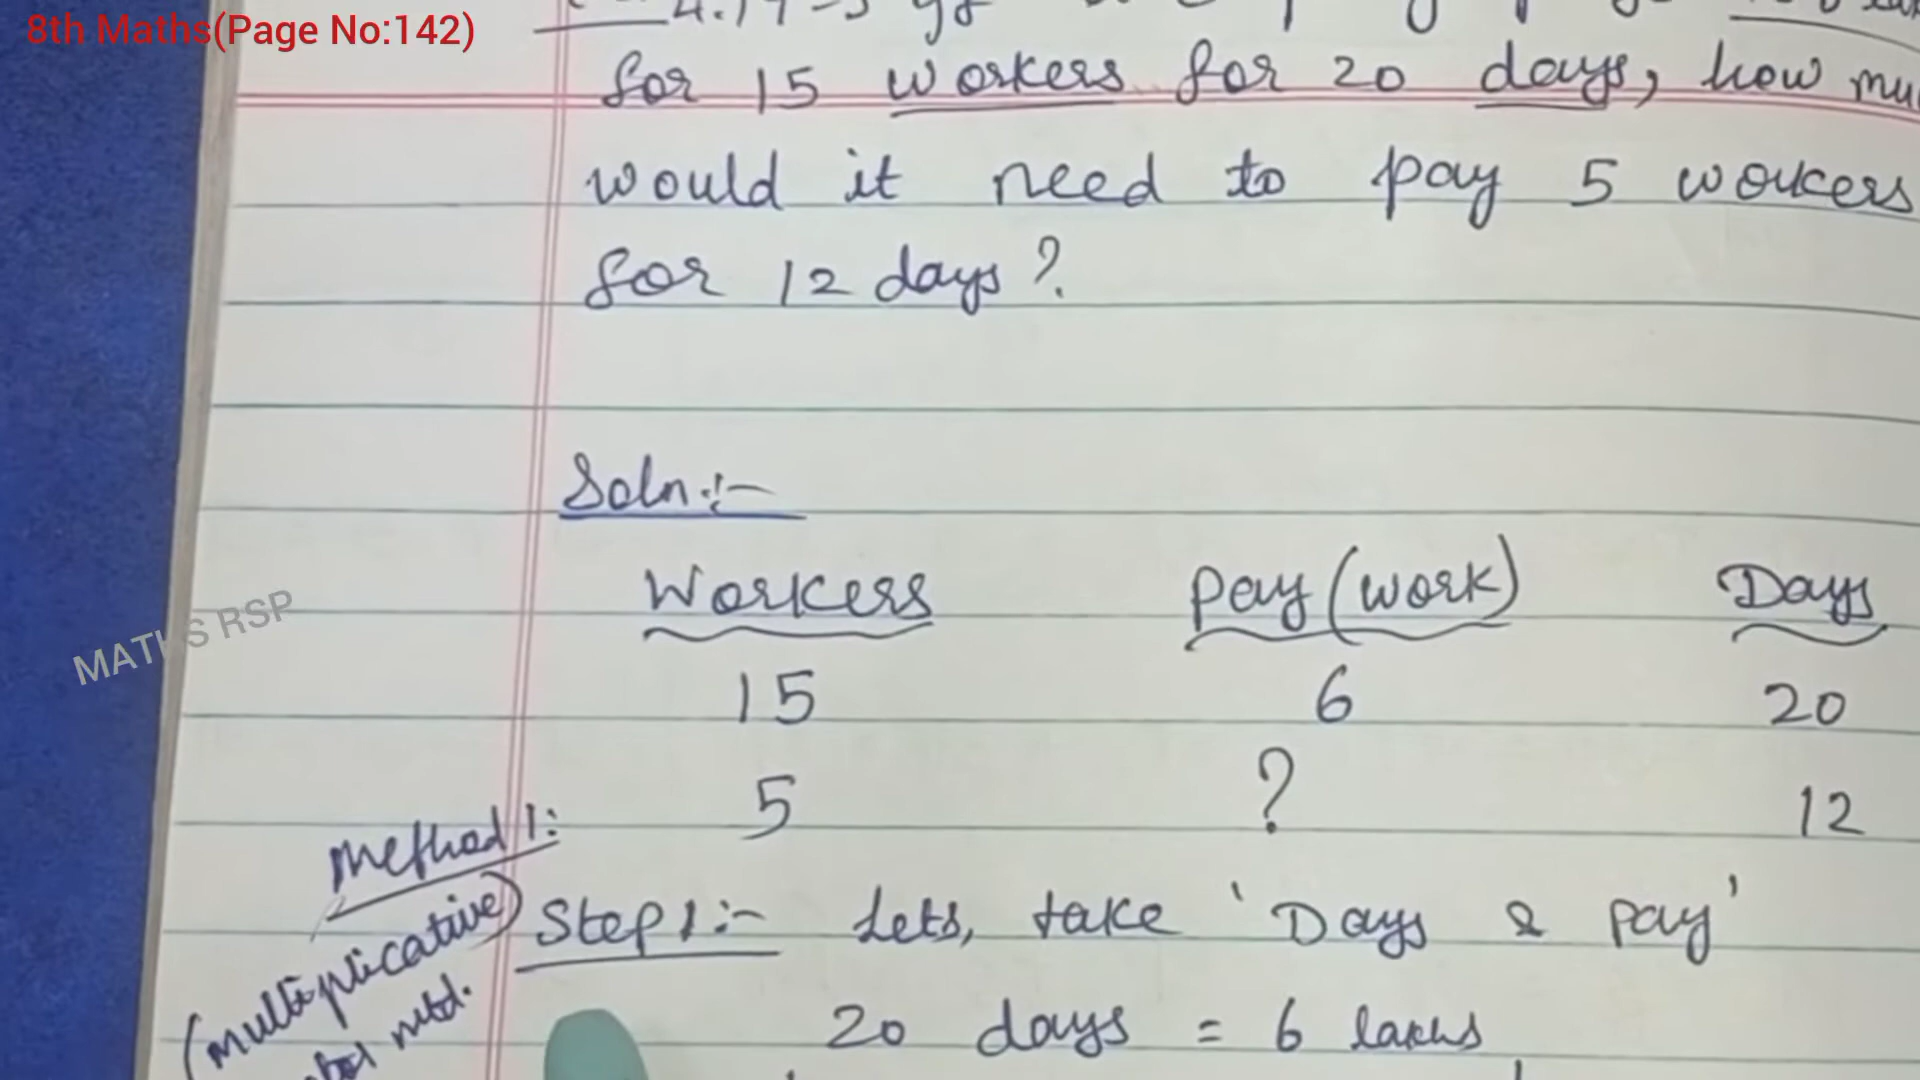 8th Maths(Page No:142)
for 15 workers for 20 days, how
would it need to pay 5 workers
for 12 days ?
Soln:-
Workers Pay (work) Days
15 6 20
5 ? 12
Method 1:
(multiplicative)
Step 1 :- Lets, take 'Days & pay'
20 days = 6 lakhs
MATHS RSP